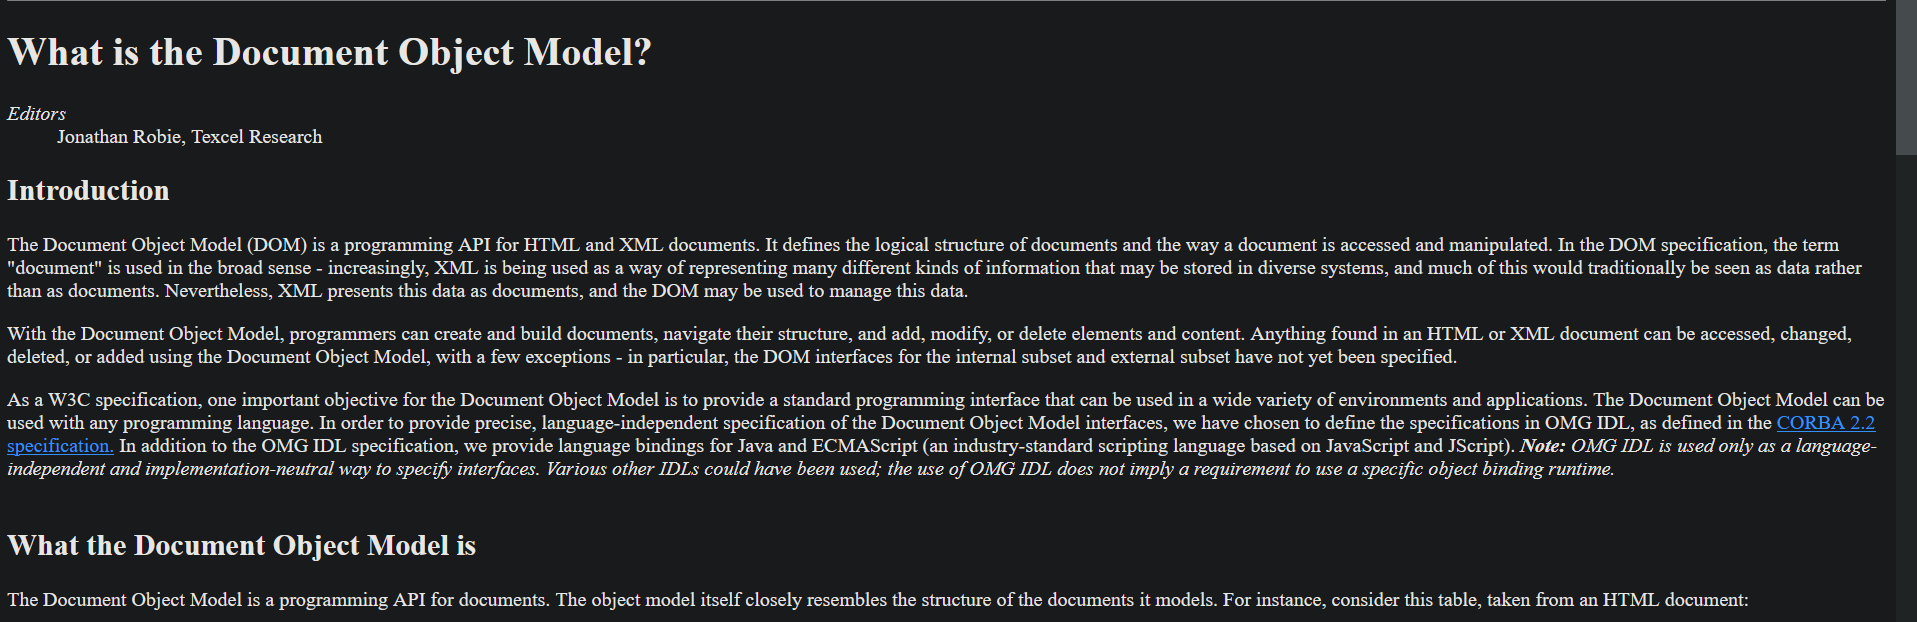 What is the Document Object Model?
Editors
Jonathan Robie, Texcel Research
Introduction
The Document Object Model (DOM) is a programming API for HTML and XML documents. It defines the logical structure of documents and the way a document is accessed and manipulated. In the DOM specification, the term
"document" is used in the broad sense - increasingly, XML is being used as a way of representing many different kinds of information that may be stored in diverse systems, and much of this would traditionally be seen as data rather
than as documents. Nevertheless, XML presents this data as documents, and the DOM may be used to manage this data.
With the Document Object Model, programmers can create and build documents, navigate their structure, and add, modify, or delete elements and content. Anything found in an HTML or XML document can be accessed, changed,
deleted, or added using the Document Object Model, with a few exceptions - in particular, the DOM interfaces for the internal subset and external subset have not yet been specified.
As a W3C specification, one important objective for the Document Object Model is to provide a standard programming interface that can be used in a wide variety of environments and applications. The Document Object Model can be
used with any programming language. In order to provide precise, language-independent specification of the Document Object Model interfaces, we have chosen to define the specifications in OMG IDL, as defined in the CORBA 2.2
specification. In addition to the OMG IDL specification, we provide language bindings for Java and ECMAScript (an industry-standard scripting language based on JavaScript and JScript). Note: OMG IDL is used only as a language-
independent and implementation-neutral way to specify interfaces. Various other IDLs could have been used; the use of OMG IDL does not imply a requirement to use a specific object binding runtime.
What the Document Object Model is
The Document Object Model is a programming API for documents. The object model itself closely resembles the structure of the documents it models. For instance, consider this table, taken from an HTML document: